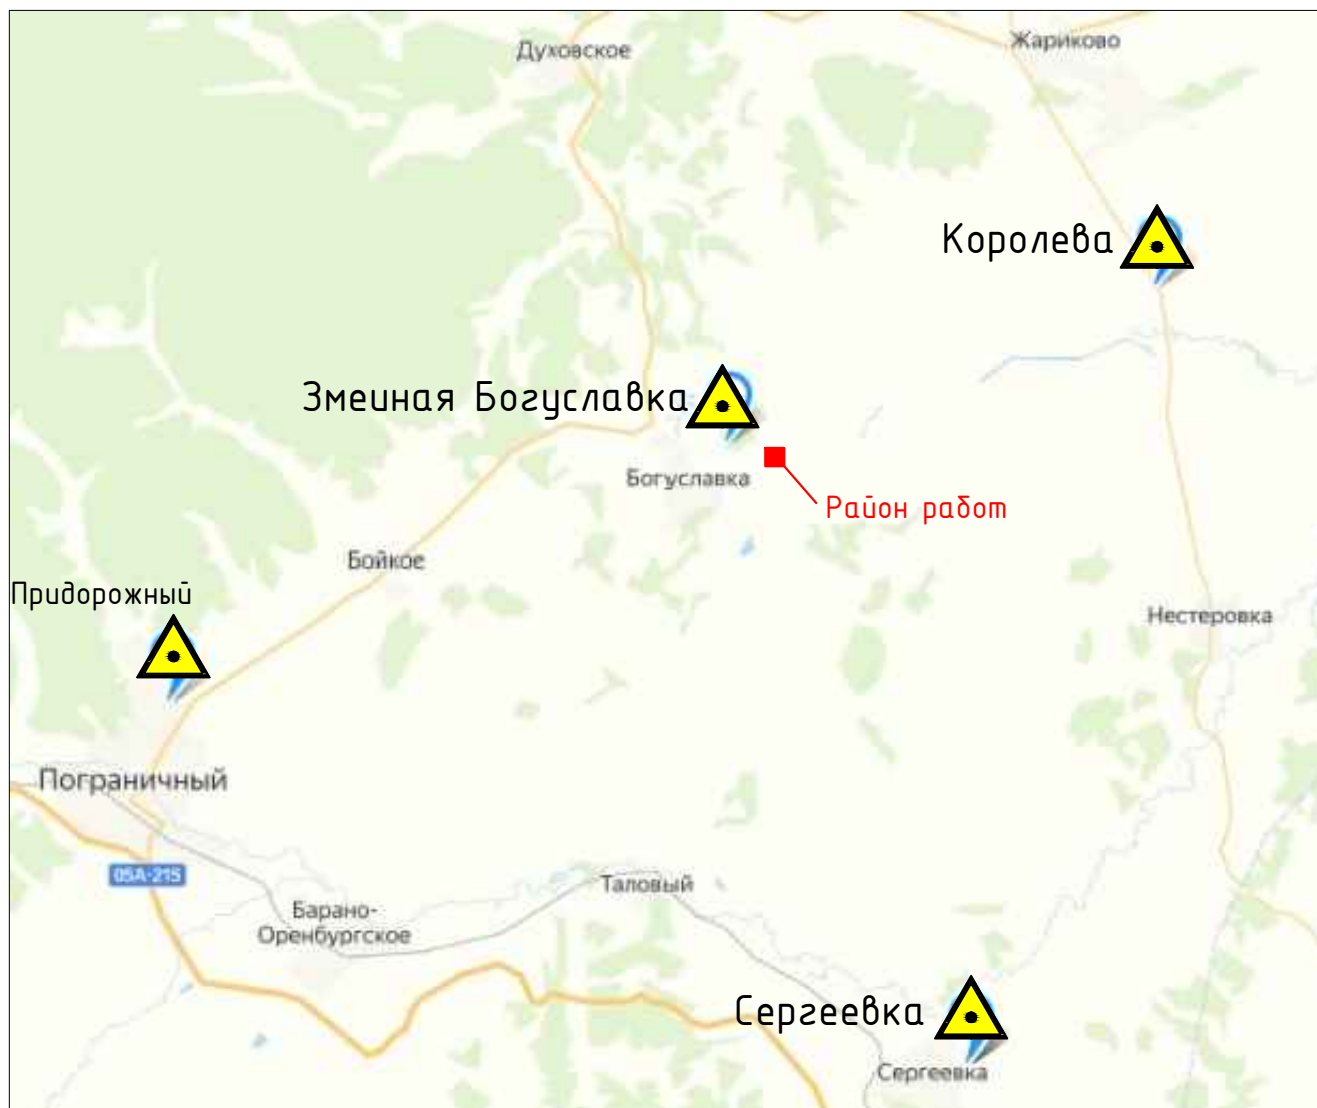 Духовское
Жариково
Королева
Змеиная Богуславка
Богуславка
Район работ
Бойкое
Придорожный
Нестеровка
Пограничный
05А-215
Таловый
Барано-
Оренбургское
Сергеевка
Сергеевка